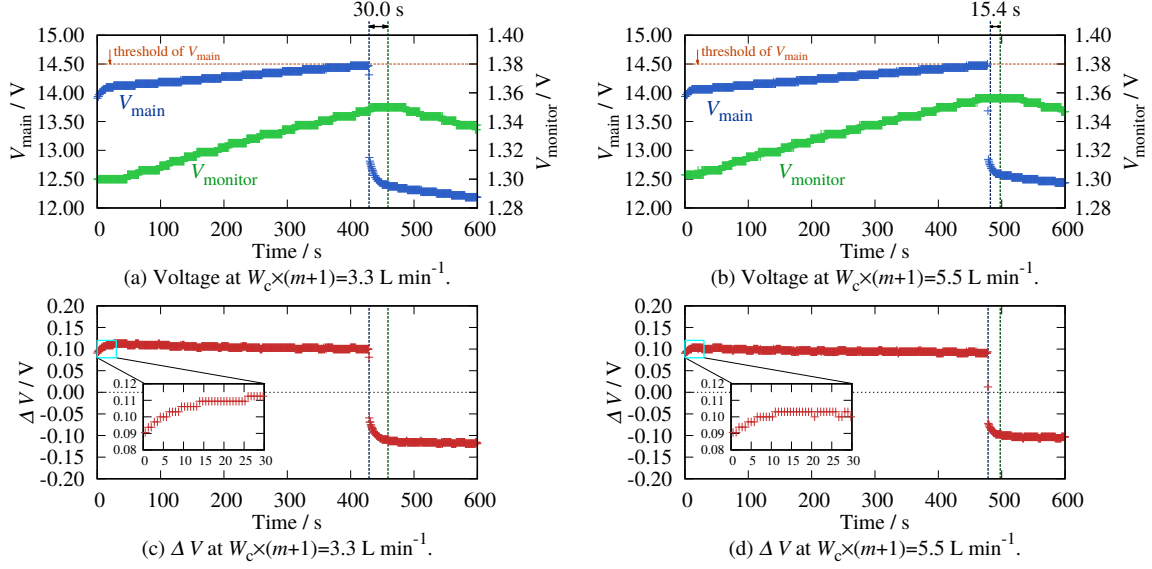 30.0 s
15.00
14.50
14.00
13.50
13.00
12.50
12.00
V_main / V
1.40
1.38
1.36
1.34
1.32
1.30
1.28
V_monitor / V
threshold of V_main
V_main
V_monitor
0 100 200 300 400 500 600
Time / s
(a) Voltage at W_c×(m+1)=3.3 L min⁻¹.
15.4 s
15.00
14.50
14.00
13.50
13.00
12.50
12.00
V_main / V
1.40
1.38
1.36
1.34
1.32
1.30
1.28
V_monitor / V
threshold of V_main
V_main
V_monitor
0 100 200 300 400 500 600
Time / s
(b) Voltage at W_c×(m+1)=5.5 L min⁻¹.
0.20
0.15
0.10
0.05
0.00
-0.05
-0.10
-0.15
-0.20
Δ V / V
0.12
0.11
0.10
0.09
0.08
0 5 10 15 20 25 30
0 100 200 300 400 500 600
Time / s
(c) Δ V at W_c×(m+1)=3.3 L min⁻¹.
0.20
0.15
0.10
0.05
0.00
-0.05
-0.10
-0.15
-0.20
Δ V / V
0.12
0.11
0.10
0.09
0.08
0 5 10 15 20 25 30
0 100 200 300 400 500 600
Time / s
(d) Δ V at W_c×(m+1)=5.5 L min⁻¹.